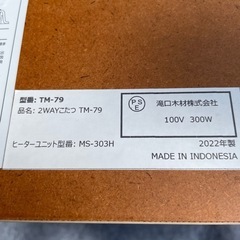 型番: TM-79
品名: 2WAYこたつ TM-79
PSE
滝口木材株式会社
100V 300W
ヒーターユニット型番: MS-303H
2022年製
MADE IN INDONESIA